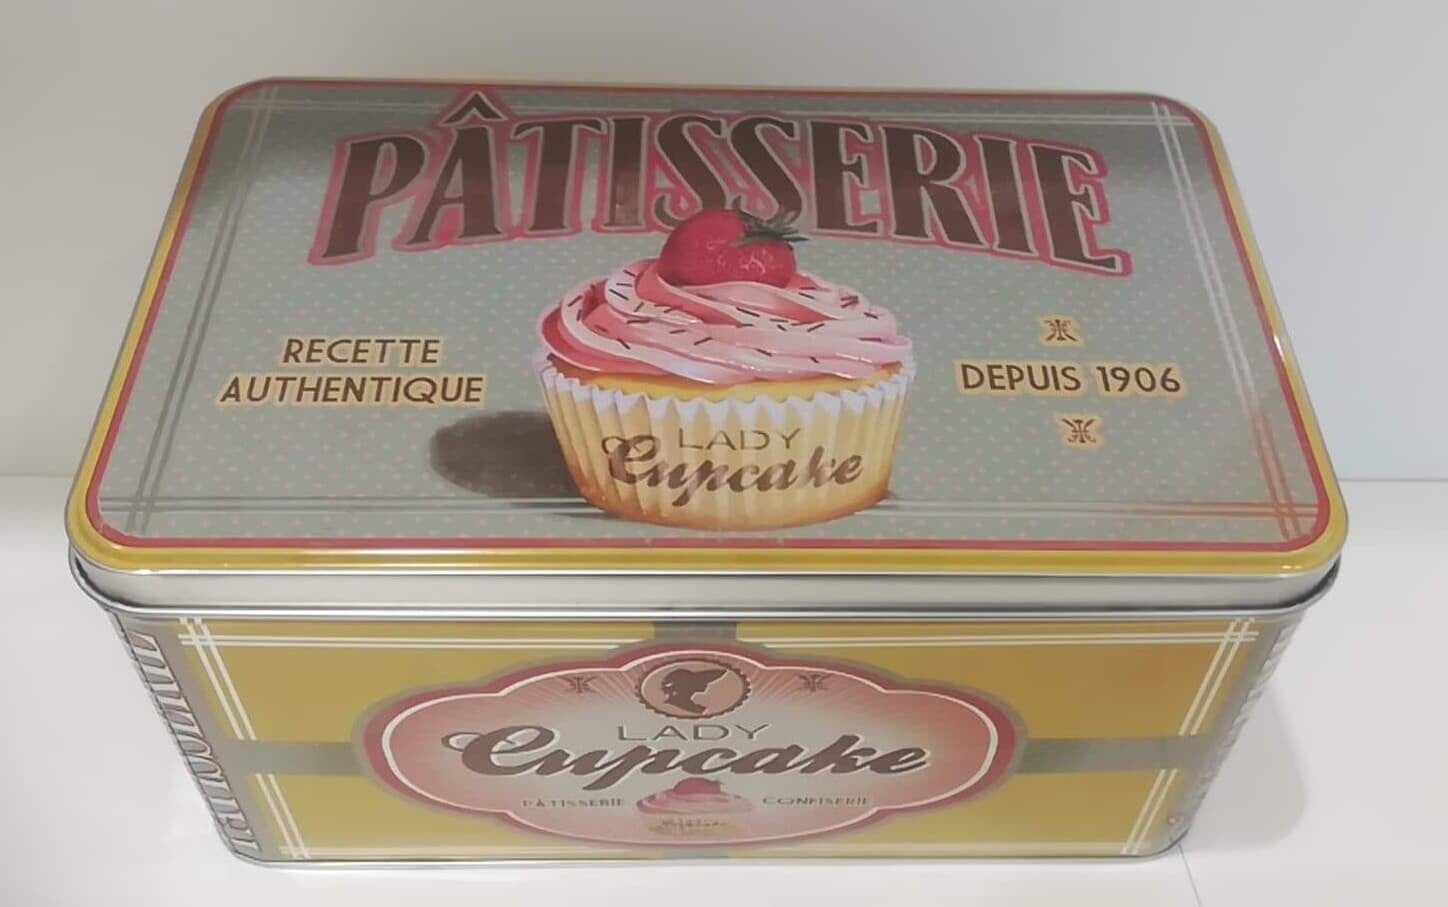 PÂTISSERIE
RECETTE
AUTHENTIQUE
DEPUIS 1906
LADY
Cupcake
LADY
Cupcake
PÂTISSERIE CONFISERIE